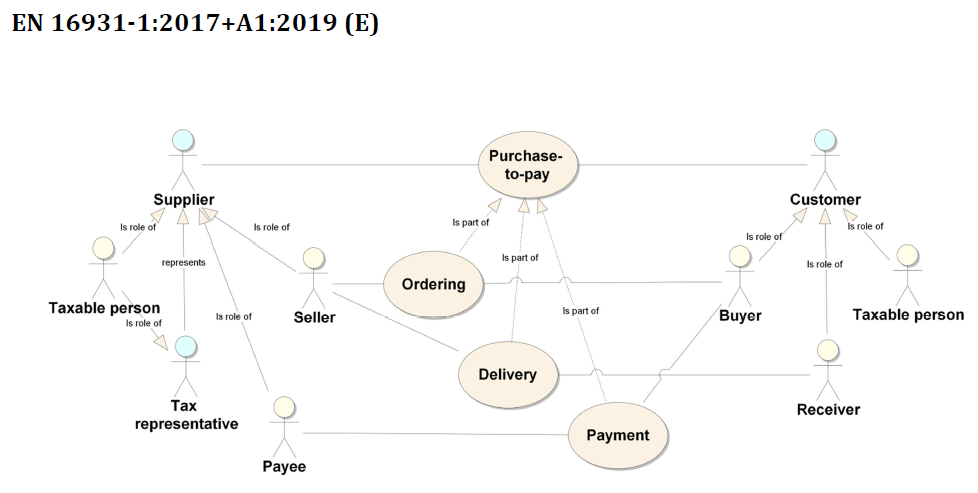 EN 16931-1:2017+A1:2019 (E)
Purchase-
to-pay
Supplier
Customer
Is role of
Is role of
Is part of
Is role of
Is role of
represents
Is part of
Is role of
Ordering
Taxable person
Seller
Buyer
Taxable person
Is role of
Is role of
Is part of
Delivery
Tax
representative
Receiver
Payment
Payee